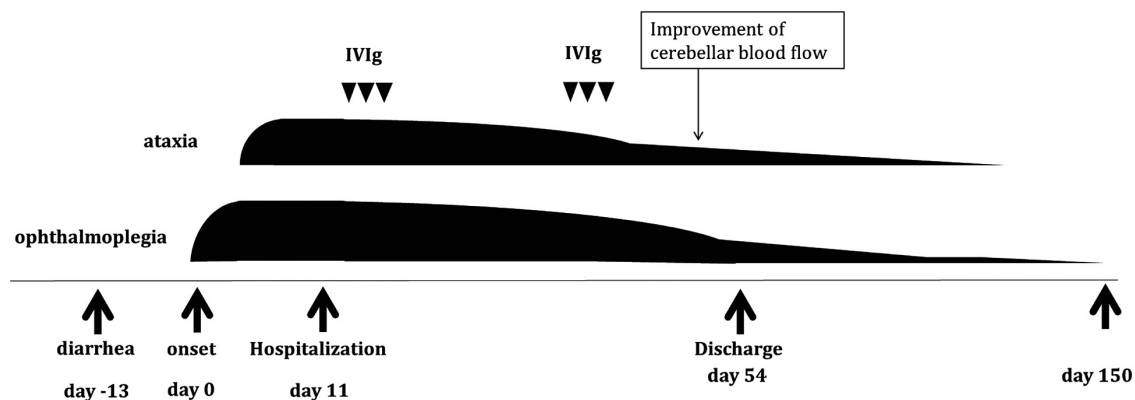 Improvement of
cerebellar blood flow
IVIg
IVIg
ataxia
ophthalmoplegia
diarrhea
onset
Hospitalization
Discharge
day -13
day 0
day 11
day 54
day 150